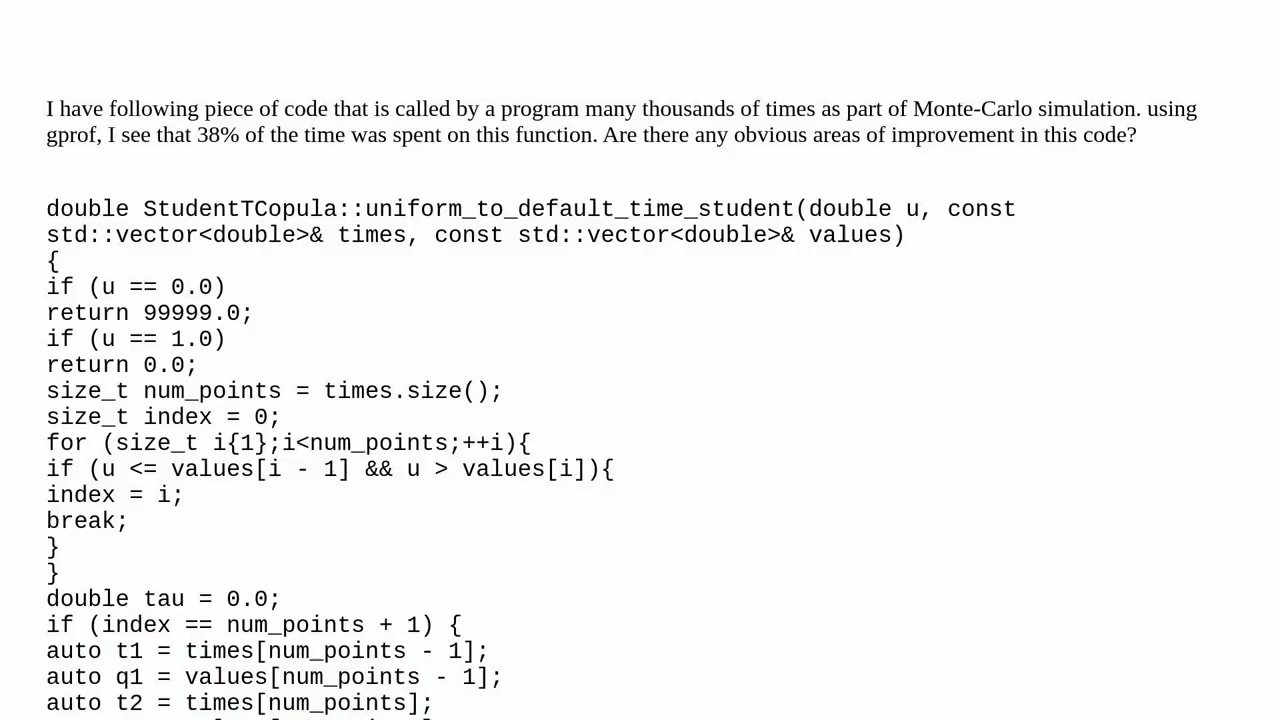 I have following piece of code that is called by a program many thousands of times as part of Monte-Carlo simulation. using
gprof, I see that 38% of the time was spent on this function. Are there any obvious areas of improvement in this code?
double StudentTCopula::uniform_to_default_time_student(double u, const
std::vector<double>& times, const std::vector<double>& values)
{
if (u == 0.0)
return 99999.0;
if (u == 1.0)
return 0.0;
size_t num_points = times.size();
size_t index = 0;
for (size_t i{1};i<num_points;++i){
if (u <= values[i - 1] && u > values[i]){
index = i;
break;
}
}
double tau = 0.0;
if (index == num_points + 1) {
auto t1 = times[num_points - 1];
auto q1 = values[num_points - 1];
auto t2 = times[num_points];